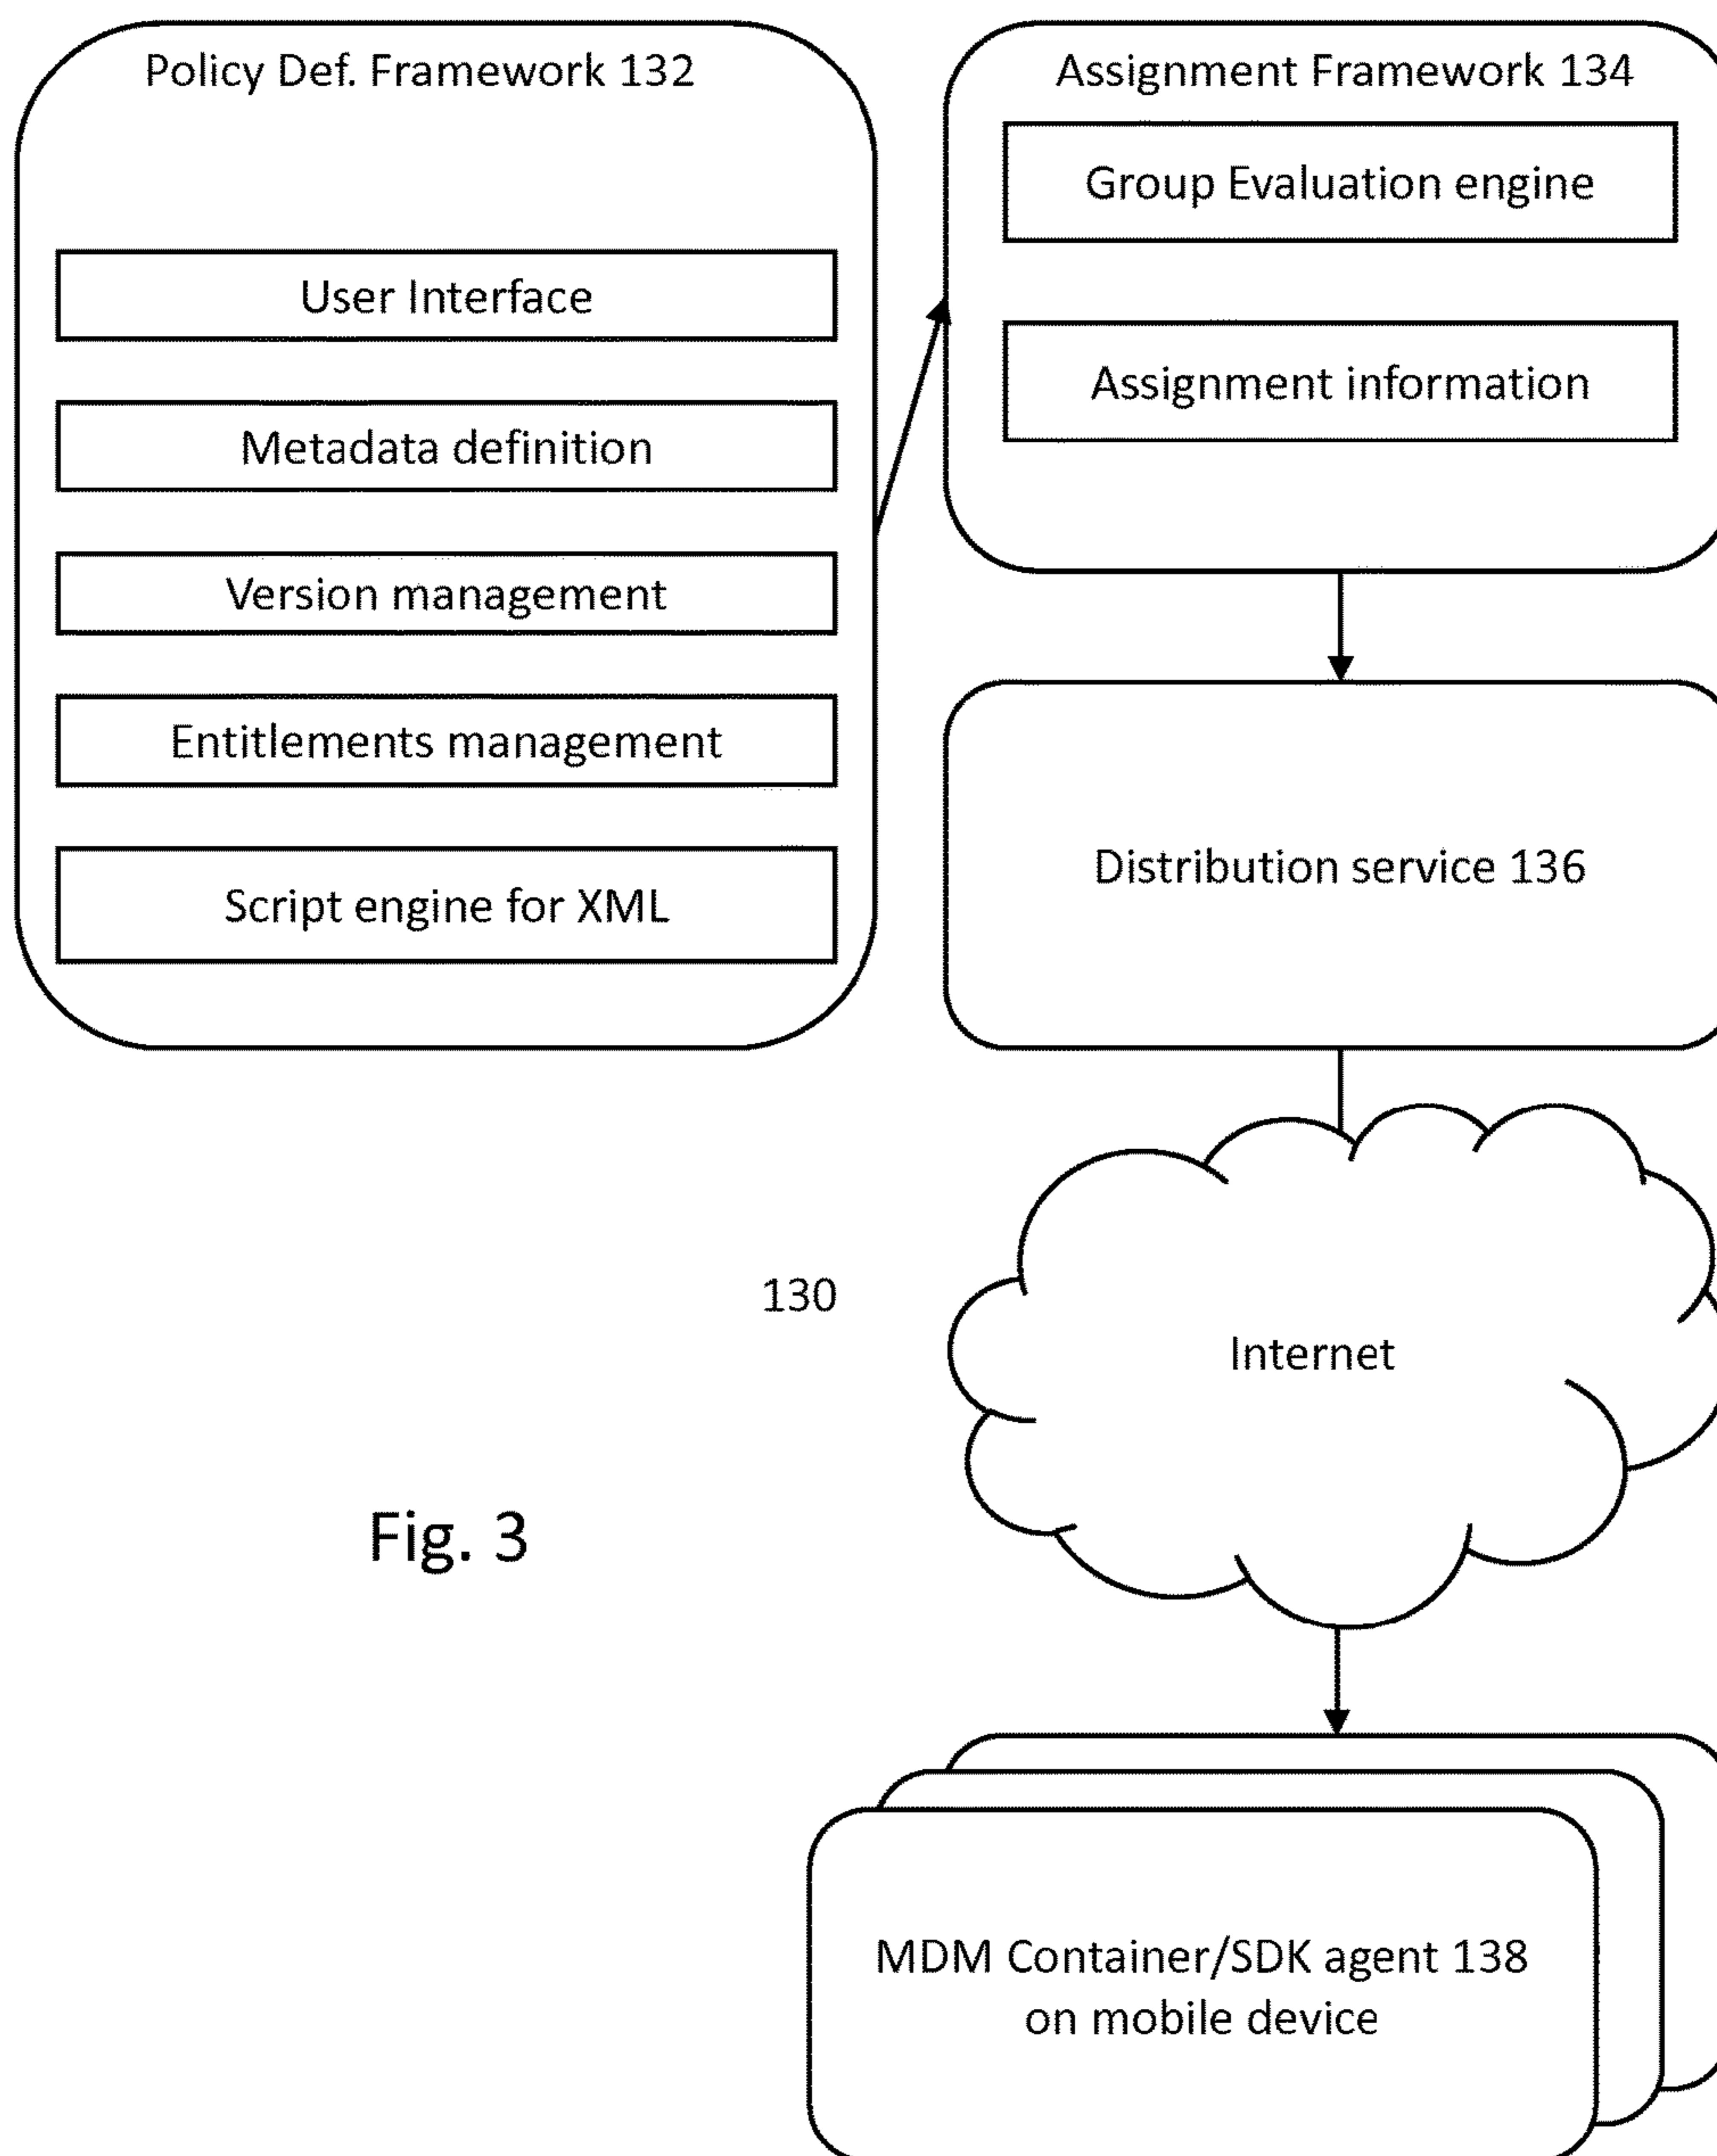 Policy Def. Framework 132
User Interface
Metadata definition
Version management
Entitlements management
Script engine for XML
Assignment Framework 134
Group Evaluation engine
Assignment information
Distribution service 136
130
Internet
Fig. 3
MDM Container/SDK agent 138
on mobile device